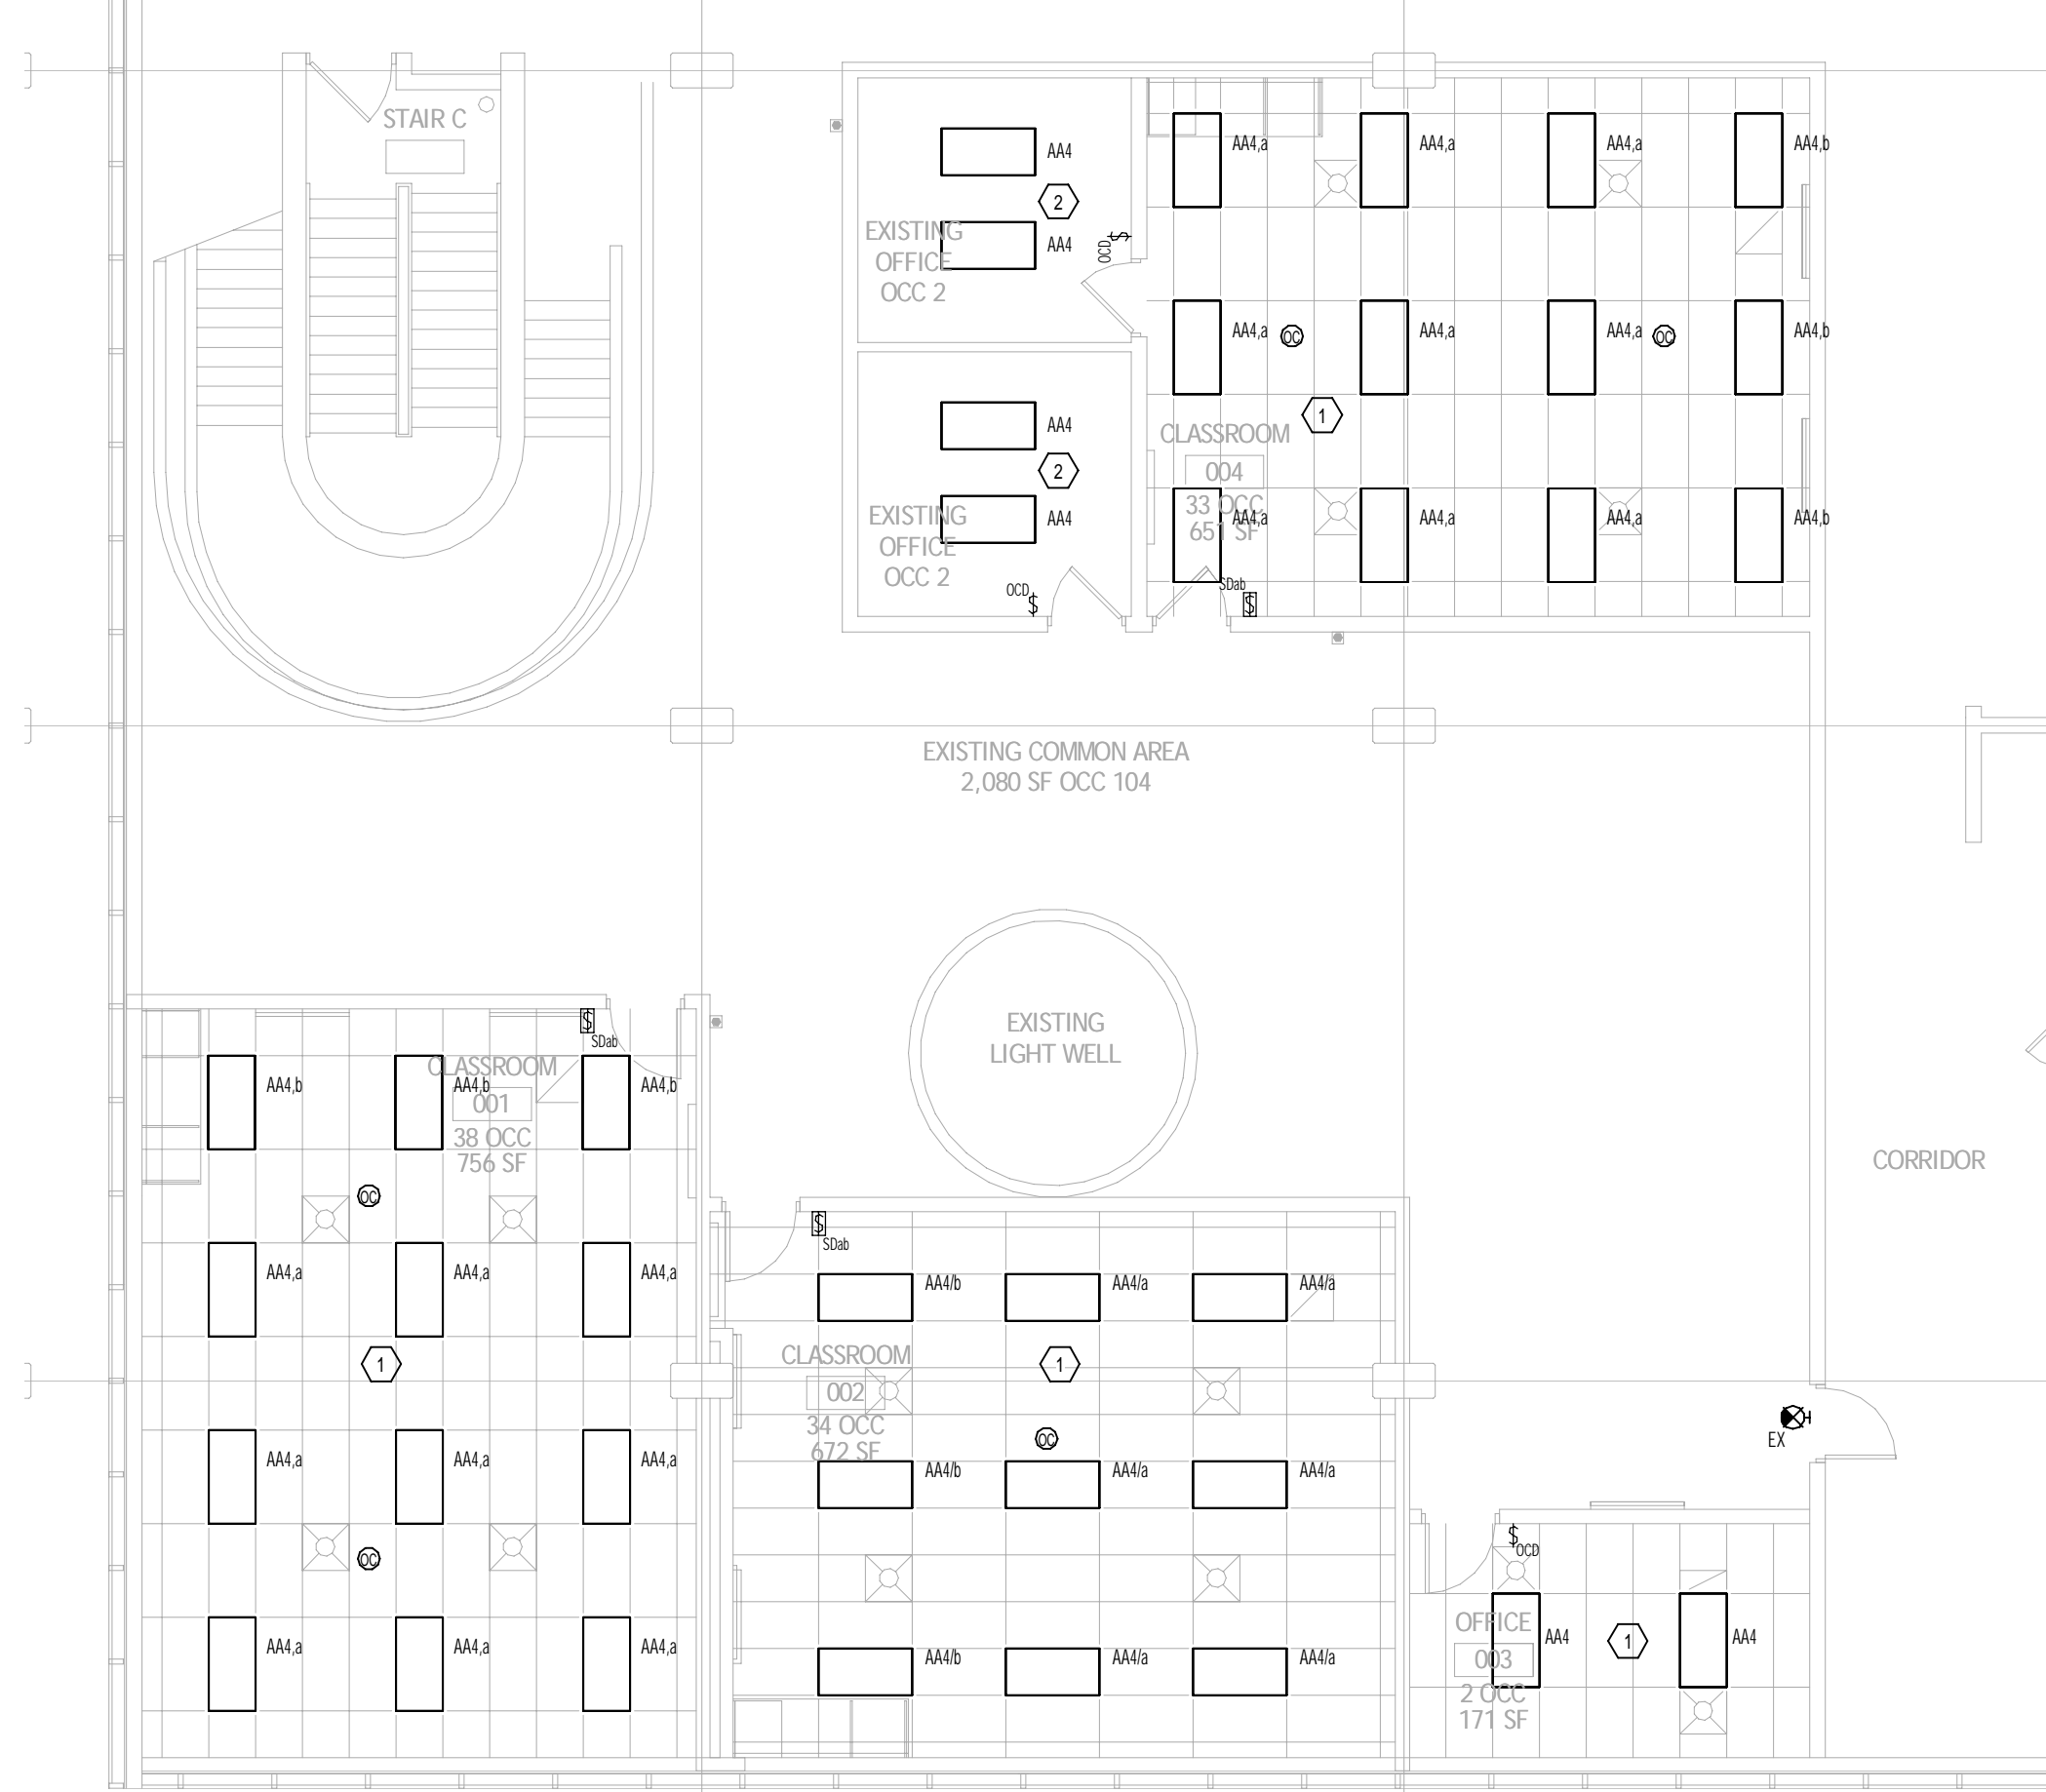 STAIR C
AA4
2
EXISTING
OFFICE
OCC 2
AA4
OCD
$
AA4
2
EXISTING
OFFICE
OCC 2
AA4
OCD
$
AA4,a
AA4,a
AA4,a
AA4,b
AA4,a
OC
AA4,a
AA4,a
OC
AA4,b
1
CLASSROOM
004
33 OCC
651 SF
AA4,a
AA4,a
AA4,a
AA4,b
SDab
$
EXISTING COMMON AREA
2,080 SF OCC 104
EXISTING
LIGHT WELL
CORRIDOR
$
SDab
CLASSROOM
001
38 OCC
756 SF
AA4,b
AA4,b
AA4,b
OC
AA4,a
AA4,a
AA4,a
1
AA4,a
AA4,a
AA4,a
OC
AA4,a
AA4,a
AA4,a
$
SDab
AA4/b
AA4/a
AA4/a
CLASSROOM
002
34 OCC
672 SF
1
OC
AA4/b
AA4/a
AA4/a
AA4/b
AA4/a
AA4/a
EX
$
OCD
OFFICE
003
2 OCC
171 SF
AA4
1
AA4